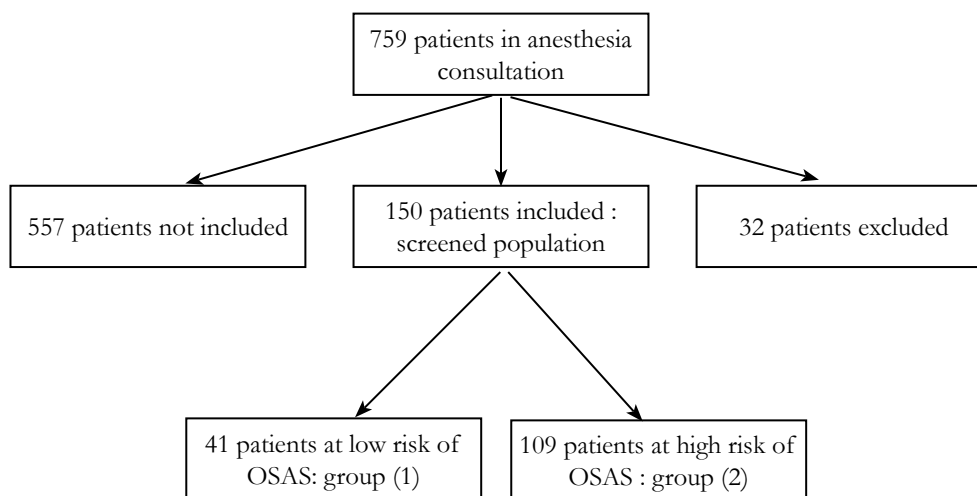 759 patients in anesthesia
consultation
557 patients not included
150 patients included :
screened population
32 patients excluded
41 patients at low risk of
OSAS: group (1)
109 patients at high risk of
OSAS : group (2)